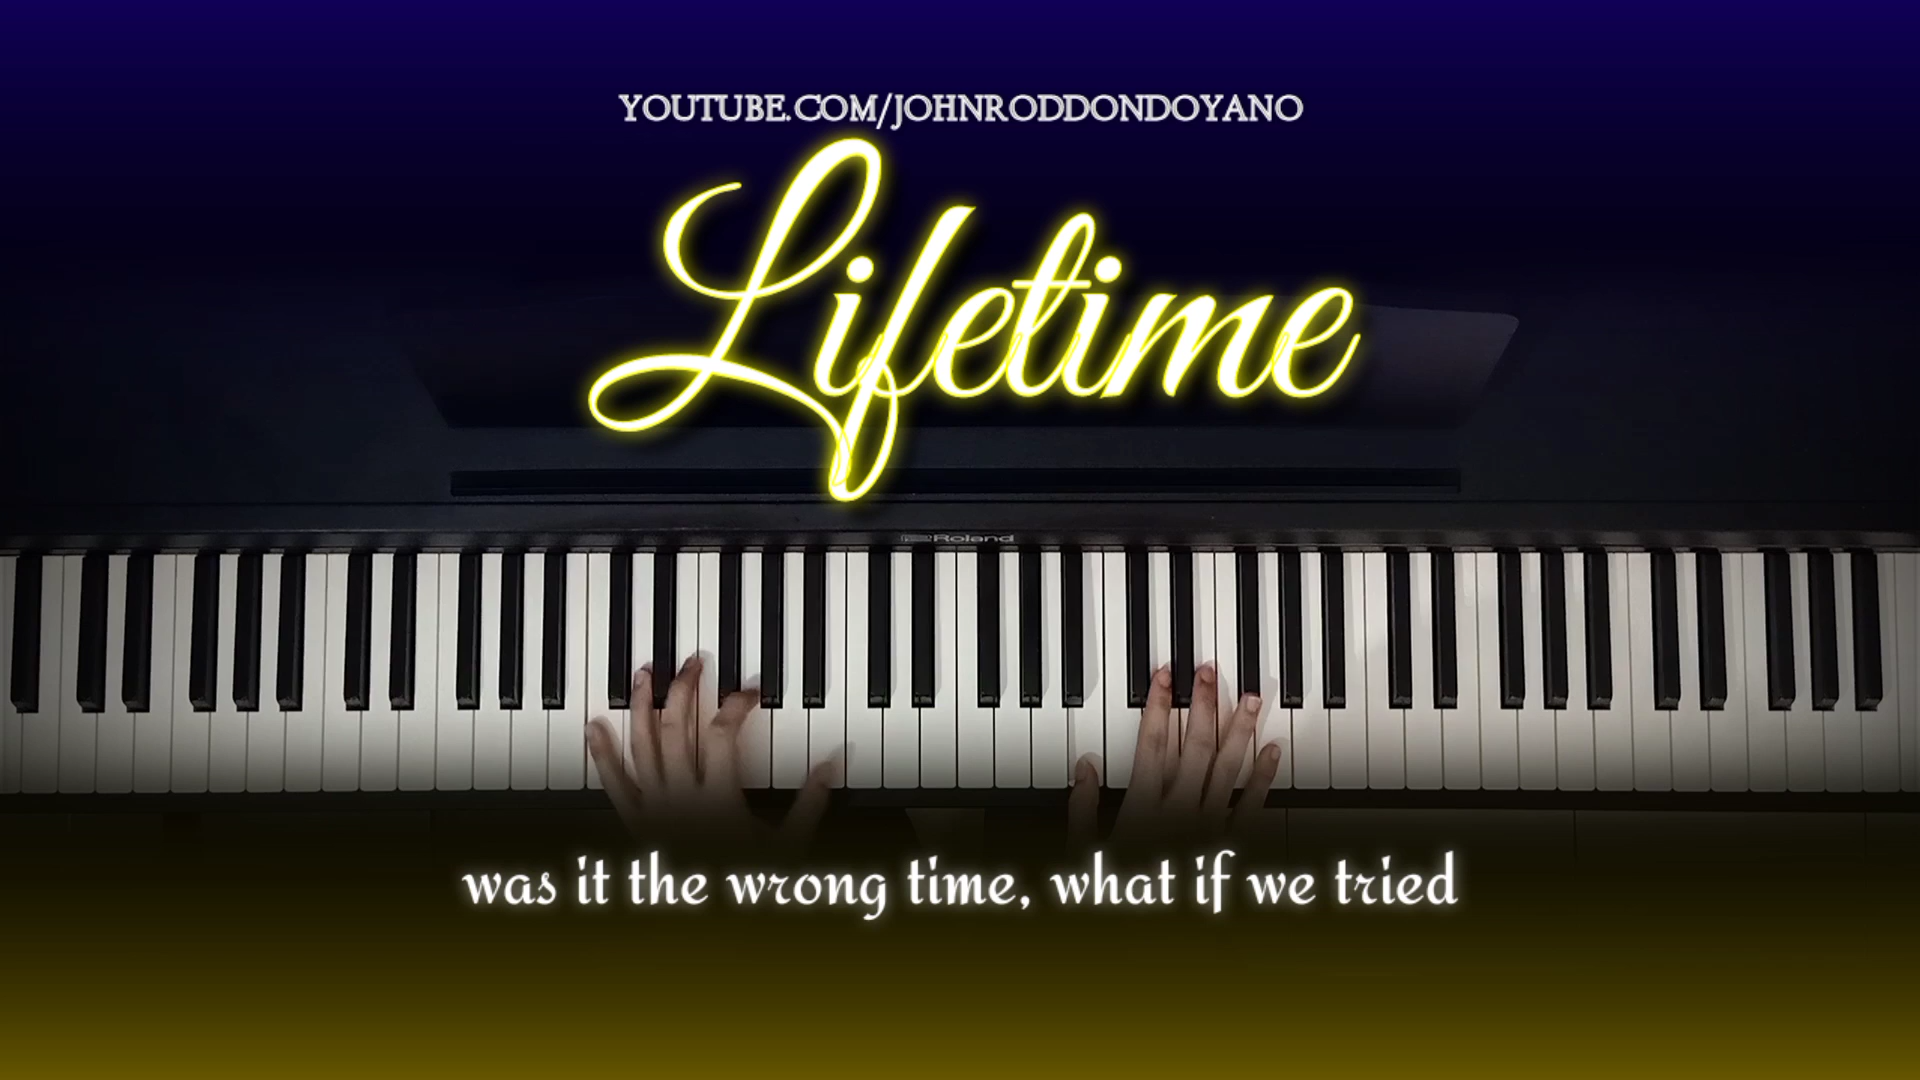 YOUTUBE.COM/JOHNRODDONDOYANO
Lifetime
Roland
was it the wrong time, what if we tried